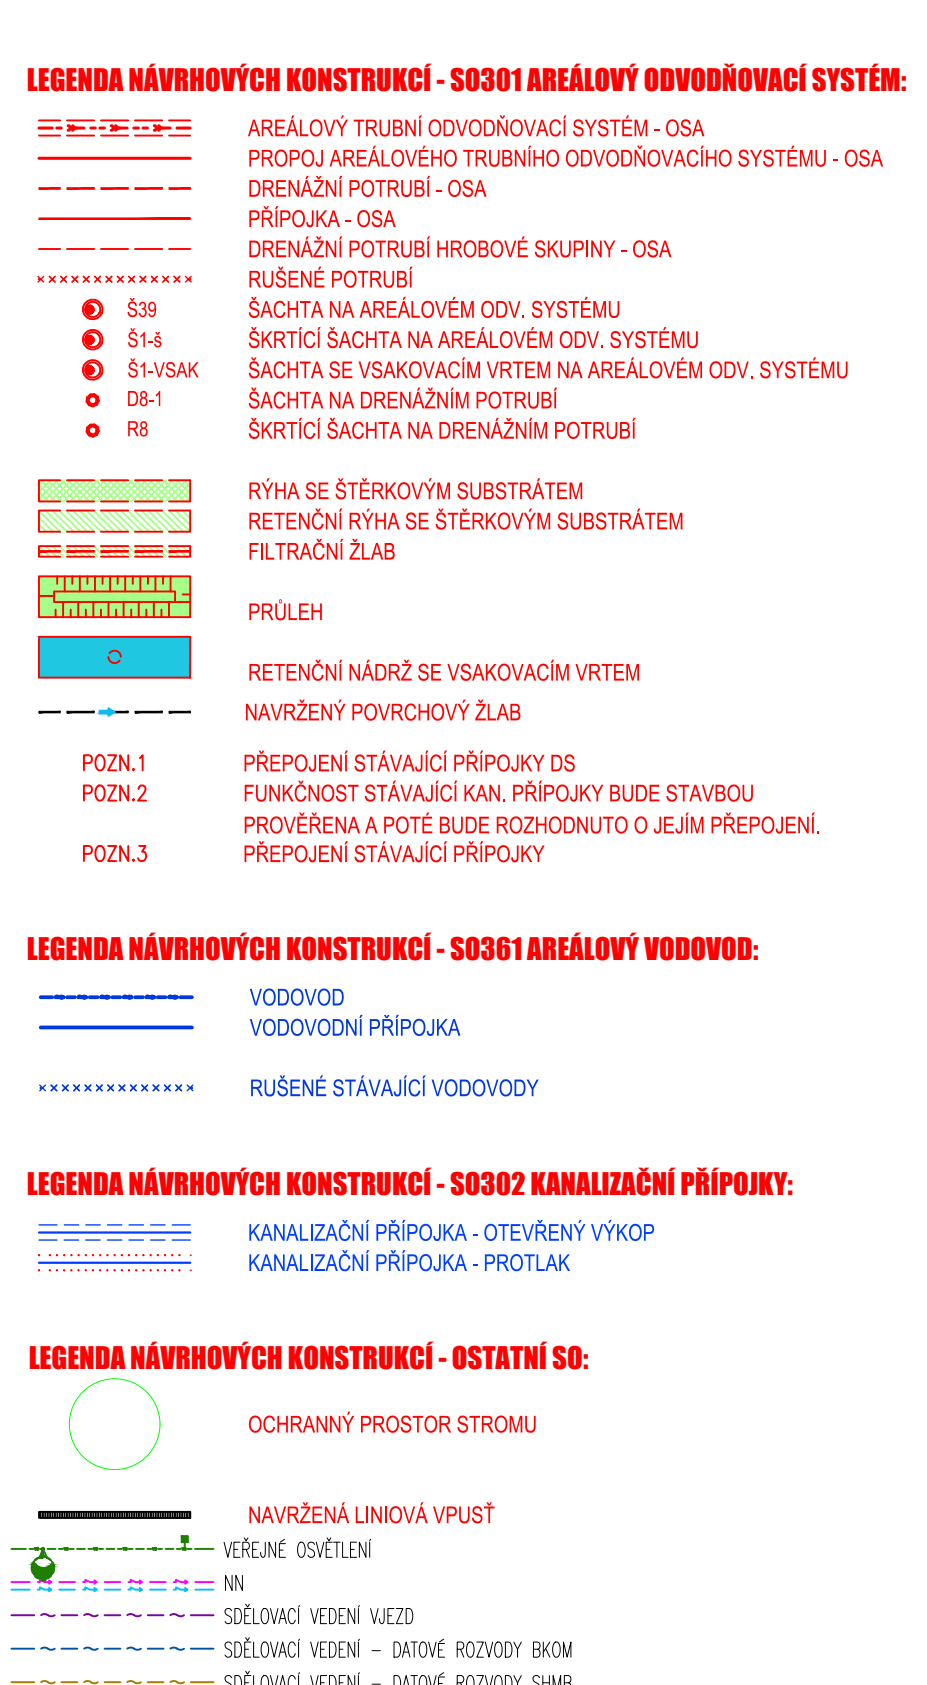 LEGENDA NÁVRHOVÝCH KONSTRUKCÍ - SO301 AREÁLOVÝ ODVODŇOVACÍ SYSTÉM:
AREÁLOVÝ TRUBNÍ ODVODŇOVACÍ SYSTÉM - OSA
PROPOJ AREÁLOVÉHO TRUBNÍHO ODVODŇOVACÍHO SYSTÉMU - OSA
DRENÁŽNÍ POTRUBÍ - OSA
PŘÍPOJKA - OSA
DRENÁŽNÍ POTRUBÍ HROBOVÉ SKUPINY - OSA
RUŠENÉ POTRUBÍ
Š39 ŠACHTA NA AREÁLOVÉM ODV. SYSTÉMU
Š1-š ŠKRTÍCÍ ŠACHTA NA AREÁLOVÉM ODV. SYSTÉMU
Š1-VSAK ŠACHTA SE VSAKOVACÍM VRTEM NA AREÁLOVÉM ODV. SYSTÉMU
D8-1 ŠACHTA NA DRENÁŽNÍM POTRUBÍ
R8 ŠKRTÍCÍ ŠACHTA NA DRENÁŽNÍM POTRUBÍ
RÝHA SE ŠTĚRKOVÝM SUBSTRÁTEM
RETENČNÍ RÝHA SE ŠTĚRKOVÝM SUBSTRÁTEM
FILTRAČNÍ ŽLAB
PRŮLEH
RETENČNÍ NÁDRŽ SE VSAKOVACÍM VRTEM
NAVRŽENÝ POVRCHOVÝ ŽLAB
POZN.1 PŘEPOJENÍ STÁVAJÍCÍ PŘÍPOJKY DS
POZN.2 FUNKČNOST STÁVAJÍCÍ KAN. PŘÍPOJKY BUDE STAVBOU
PROVĚŘENA A POTÉ BUDE ROZHODNUTO O JEJÍM PŘEPOJENÍ.
POZN.3 PŘEPOJENÍ STÁVAJÍCÍ PŘÍPOJKY
LEGENDA NÁVRHOVÝCH KONSTRUKCÍ - SO361 AREÁLOVÝ VODOVOD:
VODOVOD
VODOVODNÍ PŘÍPOJKA
RUŠENÉ STÁVAJÍCÍ VODOVODY
LEGENDA NÁVRHOVÝCH KONSTRUKCÍ - SO302 KANALIZAČNÍ PŘÍPOJKY:
KANALIZAČNÍ PŘÍPOJKA - OTEVŘENÝ VÝKOP
KANALIZAČNÍ PŘÍPOJKA - PROTLAK
LEGENDA NÁVRHOVÝCH KONSTRUKCÍ - OSTATNÍ SO:
OCHRANNÝ PROSTOR STROMU
NAVRŽENÁ LINIOVÁ VPUSŤ
VEŘEJNÉ OSVĚTLENÍ
NN
SDĚLOVACÍ VEDENÍ VJEZD
SDĚLOVACÍ VEDENÍ – DATOVÉ ROZVODY BKOM
SDĚLOVACÍ VEDENÍ – DATOVÉ ROZVODY